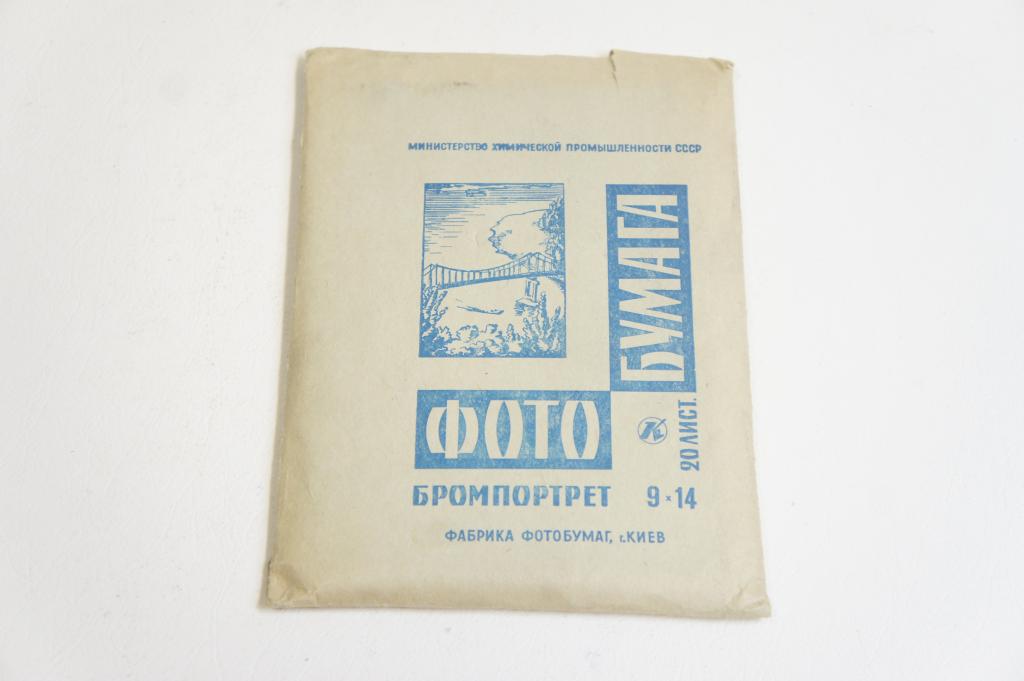 МИНИСТЕРСТВО ХИМИЧЕСКОЙ ПРОМЫШЛЕННОСТИ СССР
ФОТО
БУМАГА
20 ЛИСТ.
БРОМПОРТРЕТ 9 x 14
ФАБРИКА ФОТОБУМАГ, г. КИЕВ